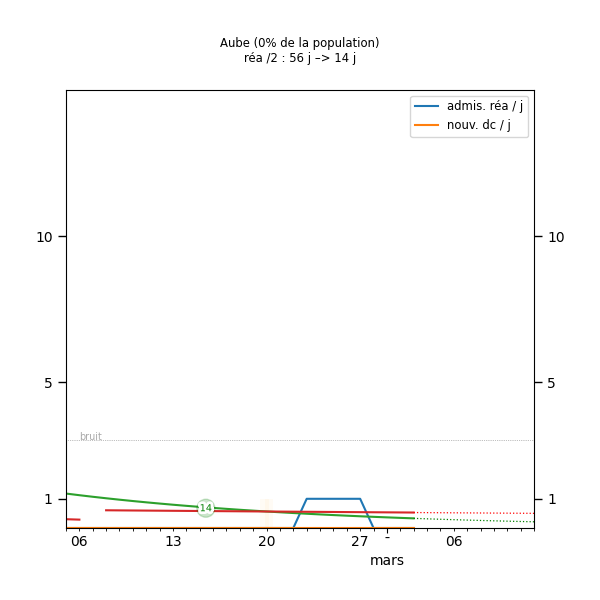 Aube (0% de la population)
réa /2 : 56 j –> 14 j
admis. réa / j
nouv. dc / j
10
10
5
5
bruit
1
1
14
06
13
20
27
-
06
mars